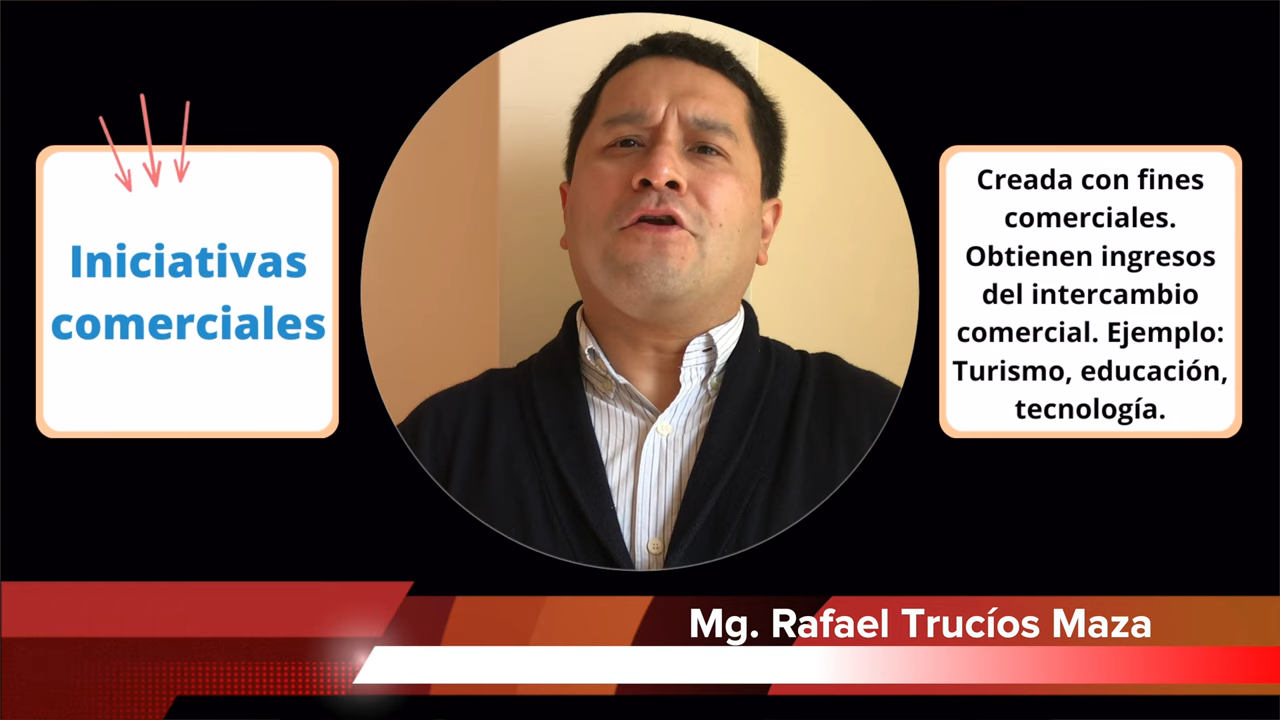 Iniciativas
comerciales
Creada con fines
comerciales.
Obtienen ingresos
del intercambio
comercial. Ejemplo:
Turismo, educación,
tecnología.
Mg. Rafael Trucíos Maza